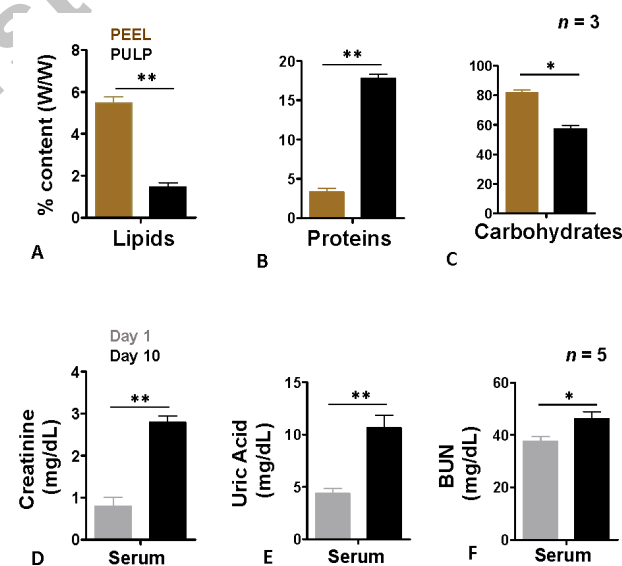 n = 3
PEEL
PULP
% content (W/W)
8
6
4
2
0
**
Lipids
A
20
15
10
5
0
**
Proteins
B
100
80
60
40
20
0
*
Carbohydrates
C
n = 5
Day 1
Day 10
Creatinine
(mg/dL)
4
3
2
1
0
**
Serum
D
Uric Acid
(mg/dL)
15
10
5
0
**
Serum
E
BUN
(mg/dL)
60
40
20
0
*
Serum
F